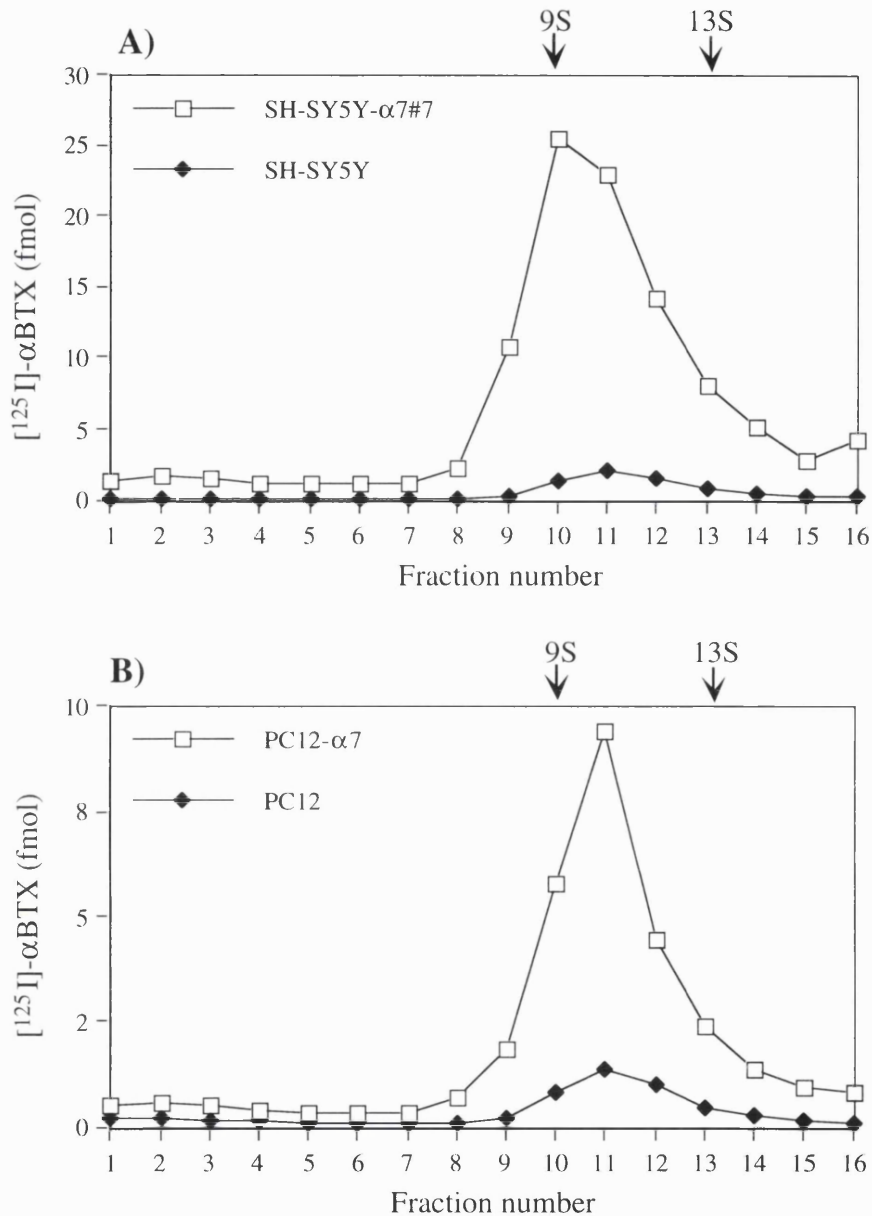 A)
9S 13S
30
25
20
15
10
5
0
SH-SY5Y-α7#7
SH-SY5Y
[¹²⁵I]-αBTX (fmol)
1 2 3 4 5 6 7 8 9 10 11 12 13 14 15 16
Fraction number
B)
9S 13S
10
8
5
2
0
PC12-α7
PC12
[¹²⁵I]-αBTX (fmol)
1 2 3 4 5 6 7 8 9 10 11 12 13 14 15 16
Fraction number